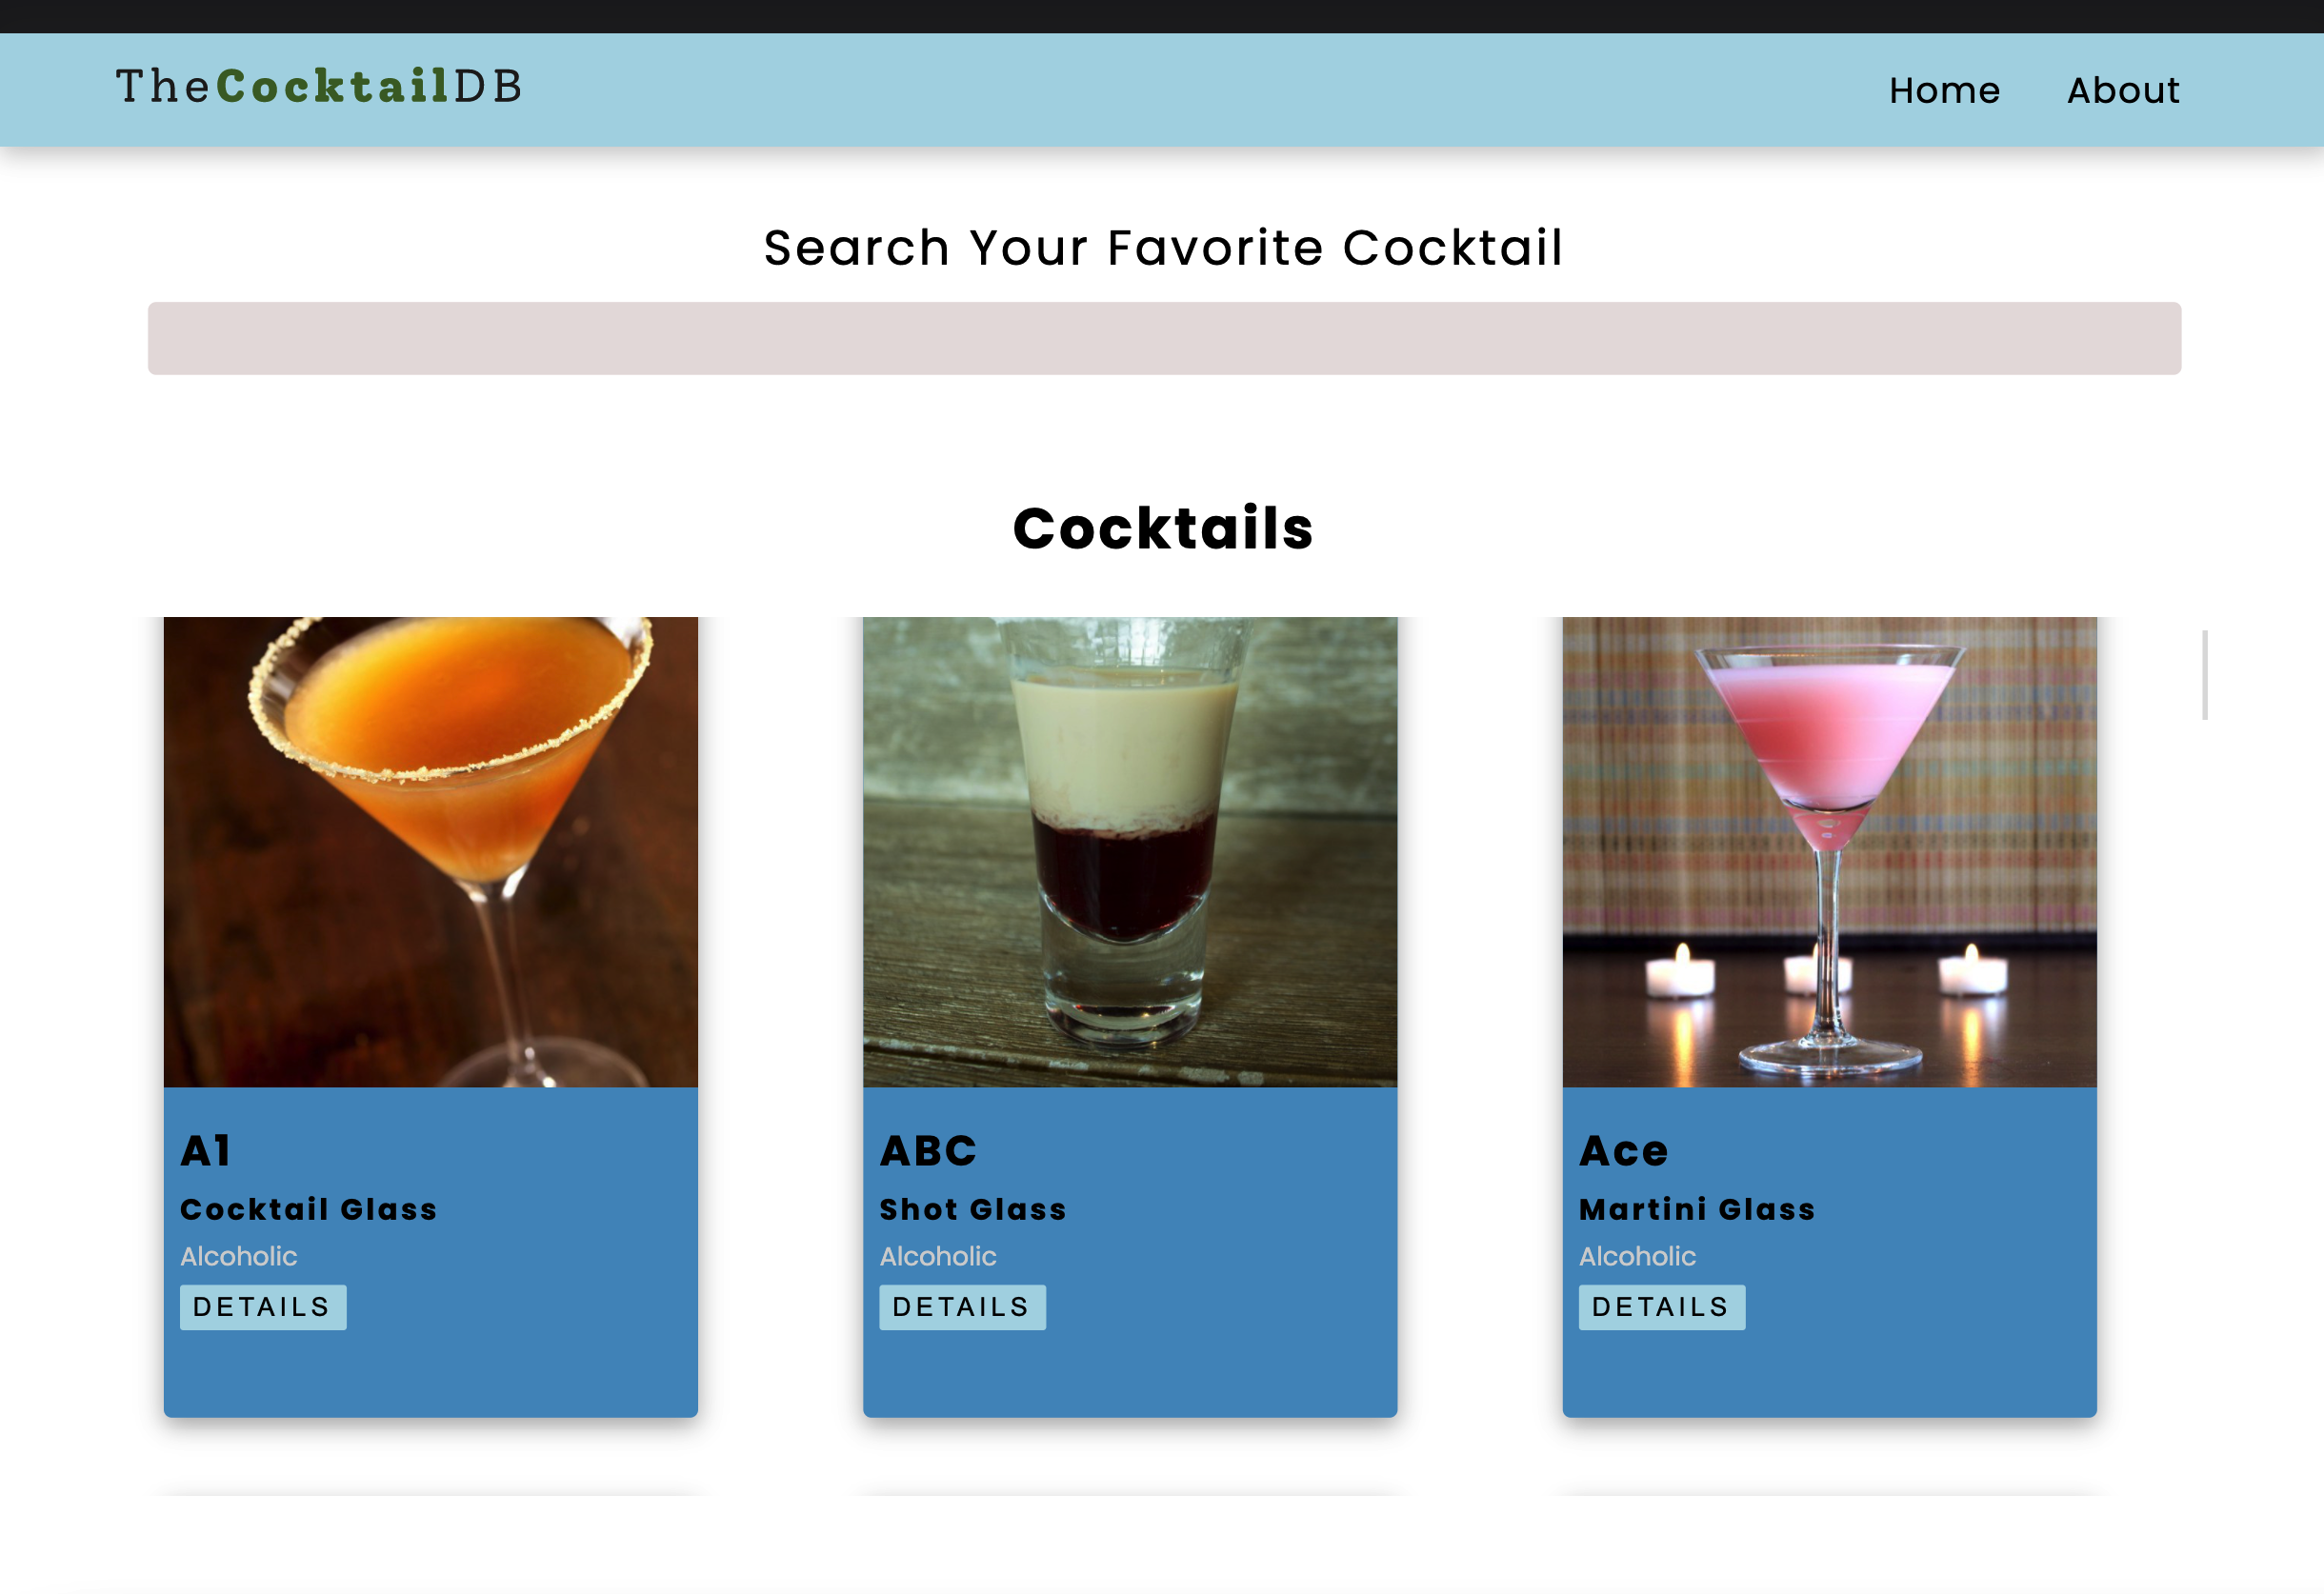 TheCocktailDB
Home About
Search Your Favorite Cocktail
Cocktails
A1
Cocktail Glass
Alcoholic
DETAILS
ABC
Shot Glass
Alcoholic
DETAILS
Ace
Martini Glass
Alcoholic
DETAILS